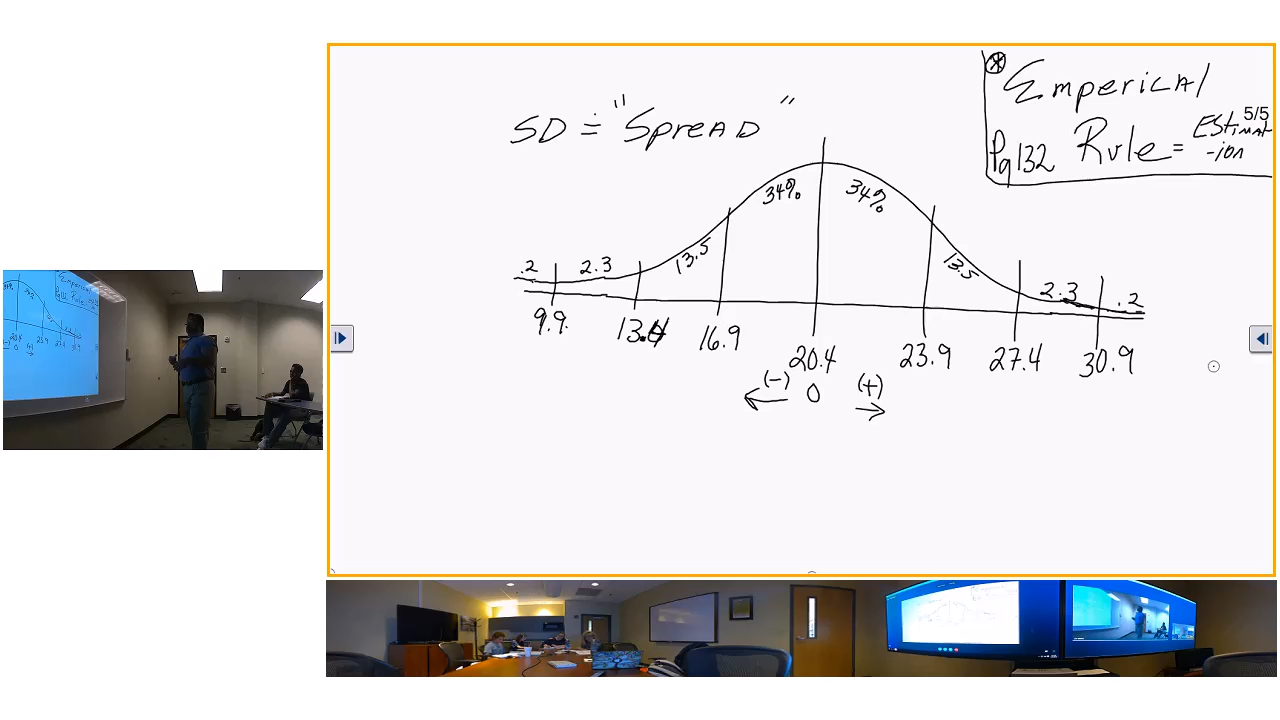 Emperical
5/5
Pg 132 Rule = Estimat
-ion
SD ≐ "Spread"
34% 34%
13.5 13.5
.2 2.3 2.3 .2
9.9. 13.4 16.9 20.4 23.9 27.4 30.9
(-) 0 (+)